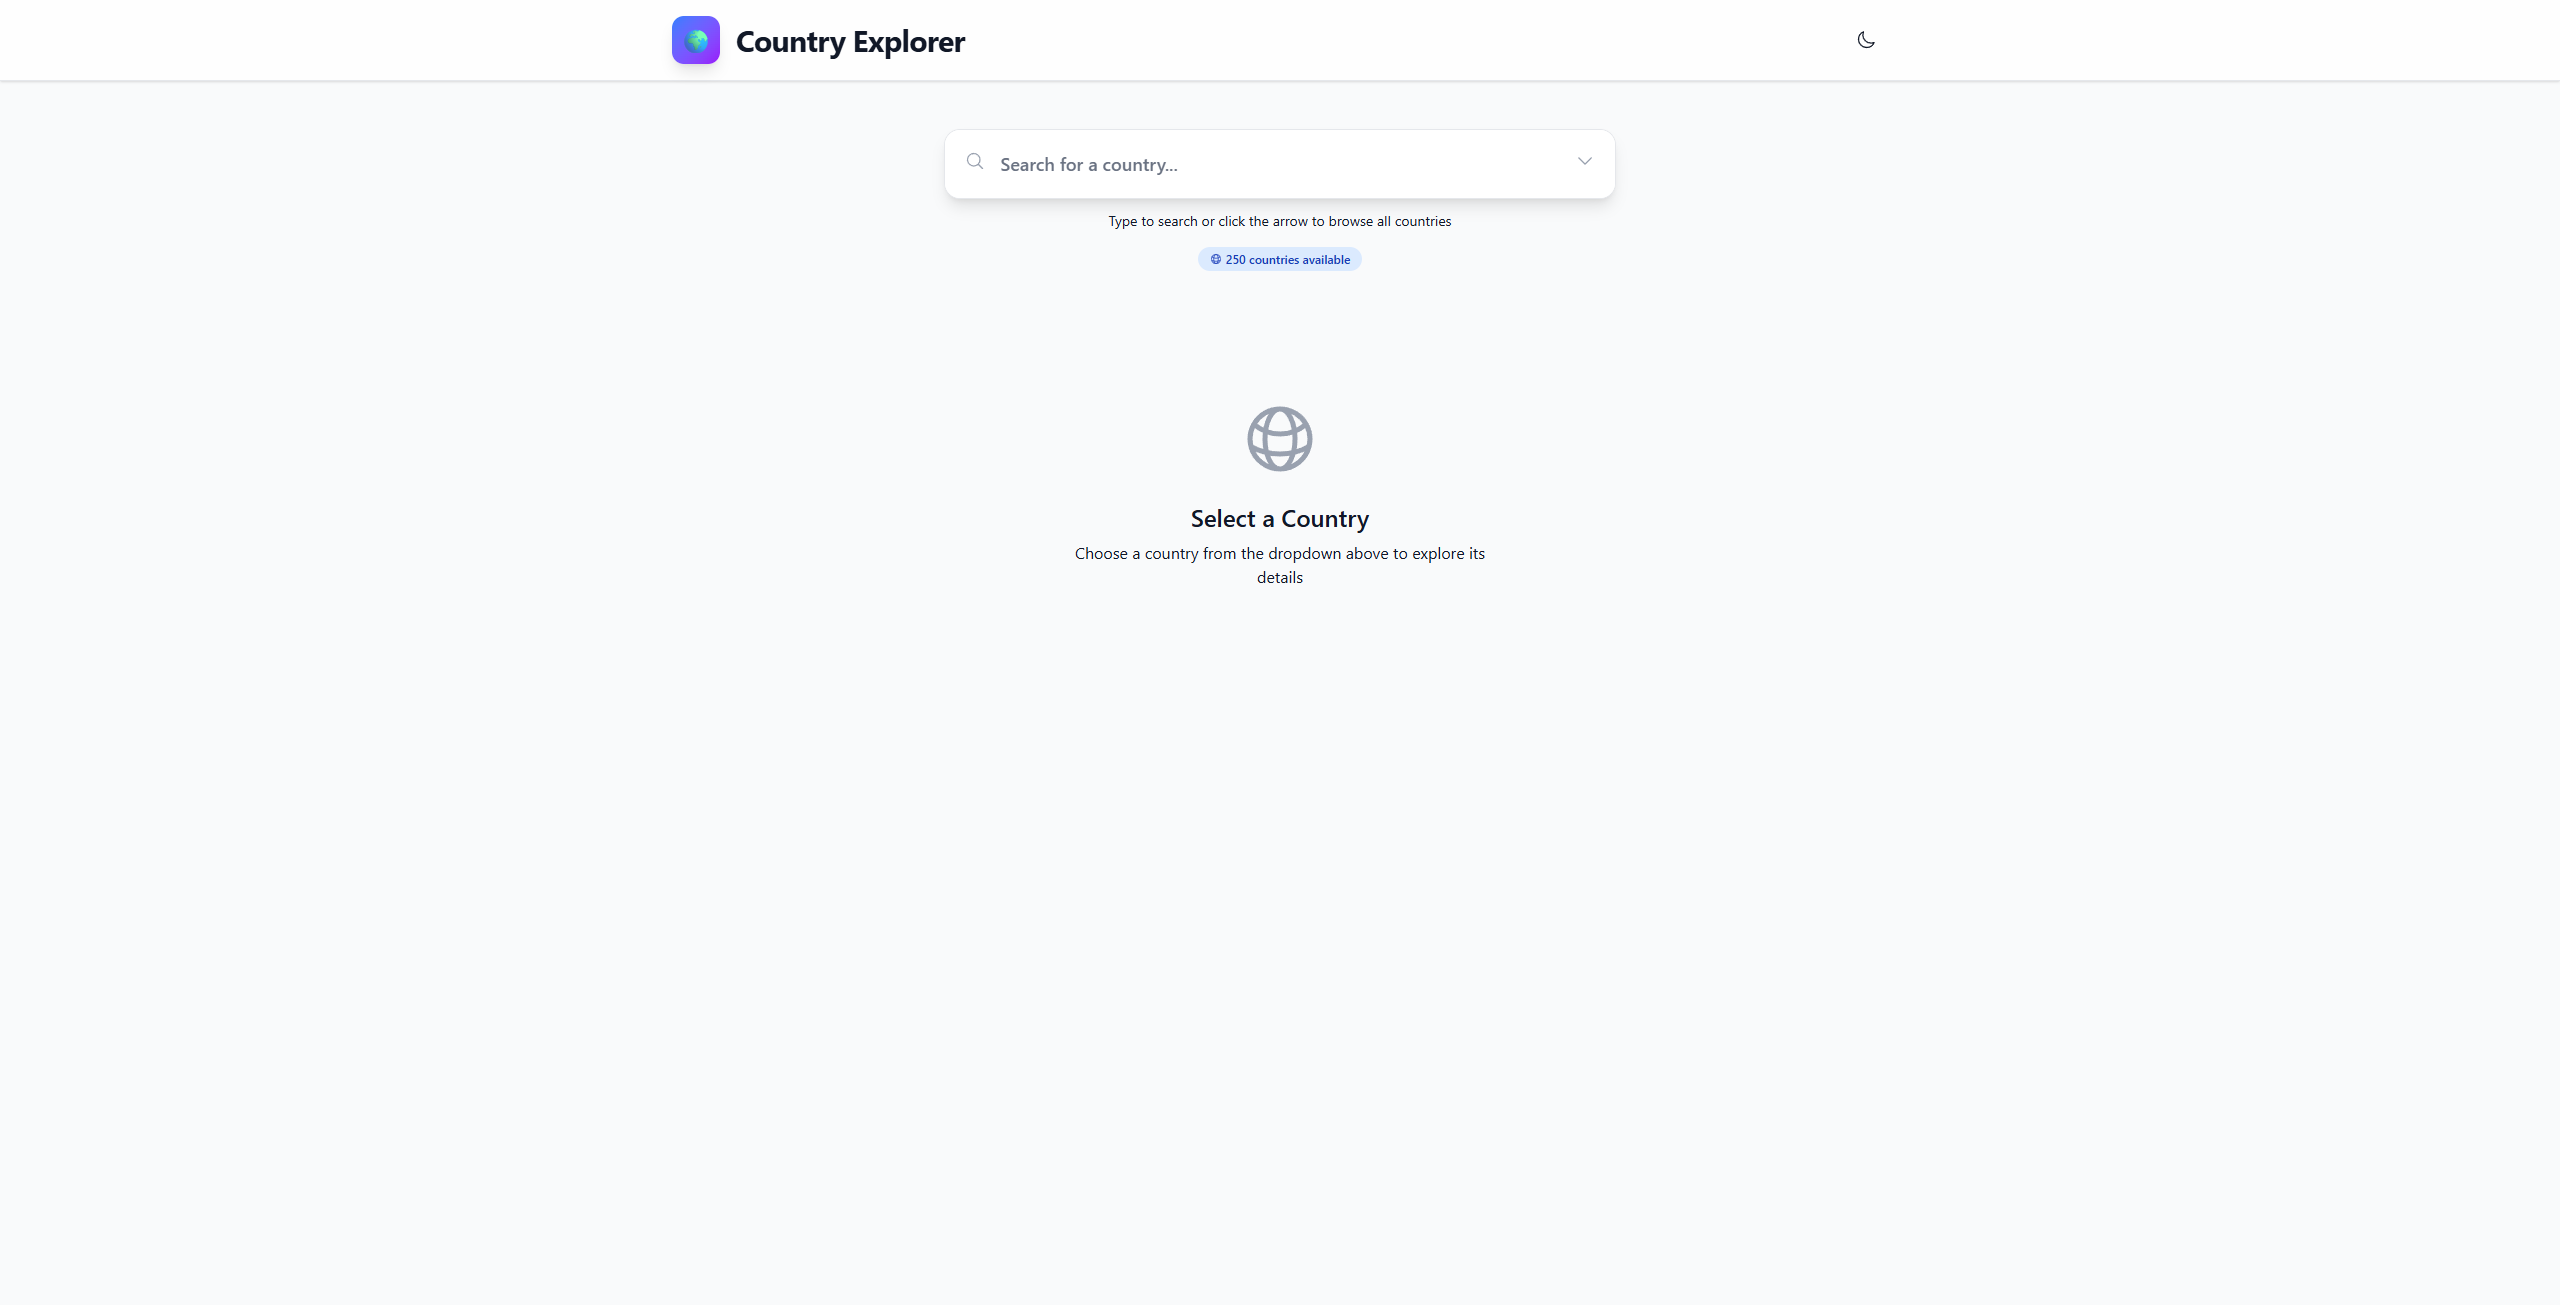 Country Explorer
Search for a country...
Type to search or click the arrow to browse all countries
250 countries available
Select a Country
Choose a country from the dropdown above to explore its
details